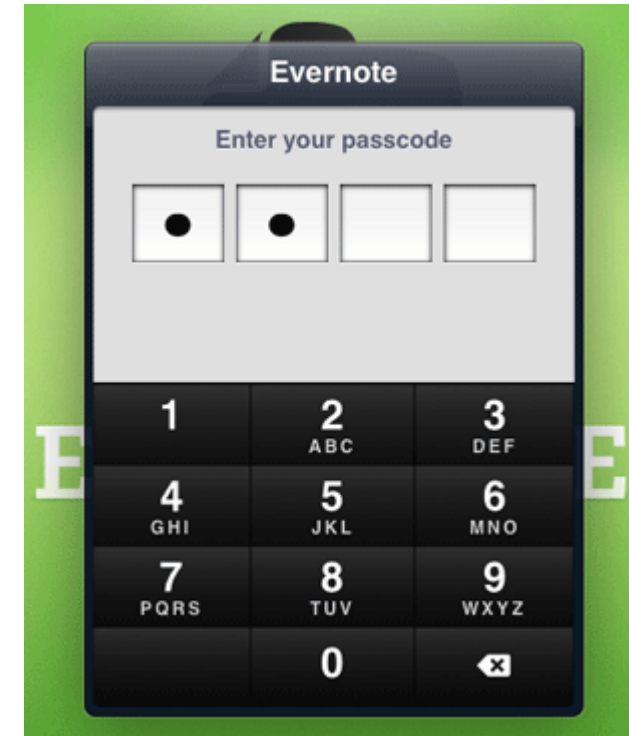 Evernote
Enter your passcode
1 2 3
ABC DEF
4 5 6
GHI JKL MNO
7 8 9
PQRS TUV WXYZ
0
E E